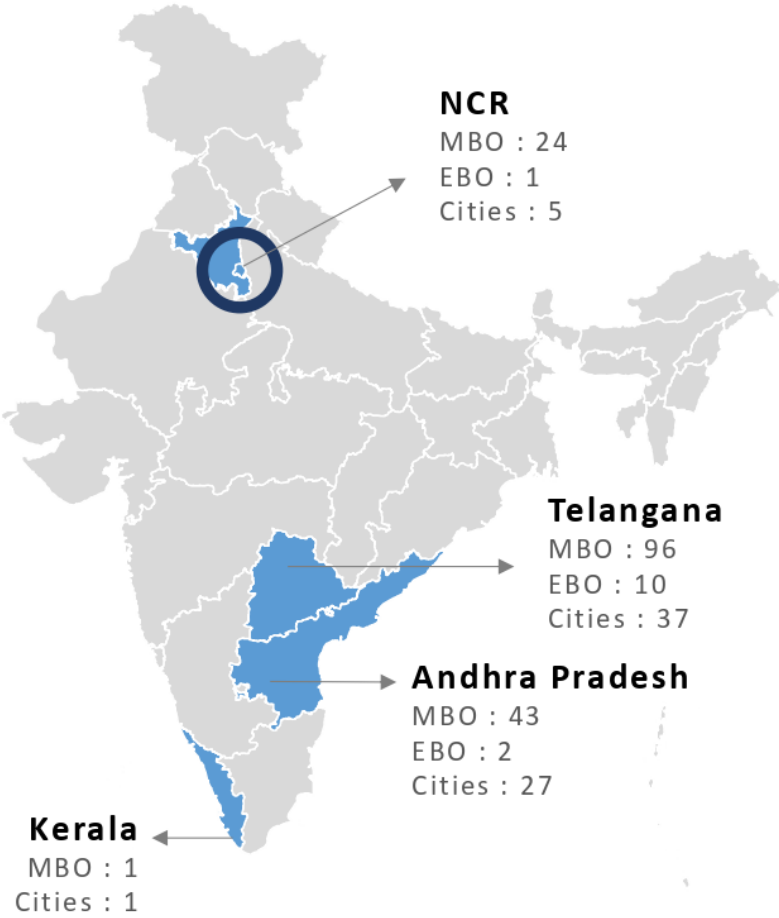 NCR
MBO : 24
EBO : 1
Cities : 5
Telangana
MBO : 96
EBO : 10
Cities : 37
Andhra Pradesh
MBO : 43
EBO : 2
Cities : 27
Kerala
MBO : 1
Cities : 1